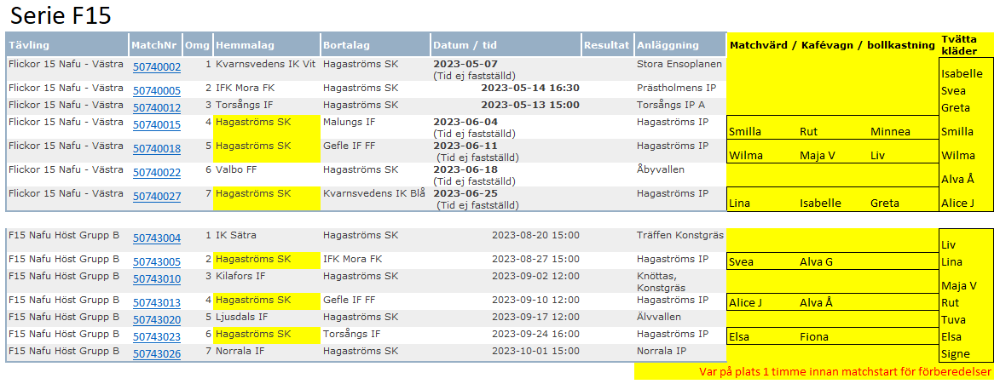 Serie F15
Tävling MatchNr Omg Hemmalag Bortalag Datum / tid Resultat Anläggning Matchvärd / Kafévagn / bollkastning Tvätta kläder
Flickor 15 Nafu - Västra 50740002 1 Kvarnsvedens IK Vit Hagaströms SK 2023-05-07 (Tid ej fastställd) Stora Ensoplanen Isabelle
Flickor 15 Nafu - Västra 50740005 2 IFK Mora FK Hagaströms SK 2023-05-14 16:30 Prästholmens IP Svea
Flickor 15 Nafu - Västra 50740012 3 Torsångs IF Hagaströms SK 2023-05-13 15:00 Torsångs IP A Greta
Flickor 15 Nafu - Västra 50740015 4 Hagaströms SK Malungs IF 2023-06-04 (Tid ej fastställd) Hagaströms IP Smilla Rut Minnea Smilla
Flickor 15 Nafu - Västra 50740018 5 Hagaströms SK Gefle IF FF 2023-06-11 (Tid ej fastställd) Hagaströms IP Wilma Maja V Liv Wilma
Flickor 15 Nafu - Västra 50740022 6 Valbo FF Hagaströms SK 2023-06-18 (Tid ej fastställd) Åbyvallen Alva Å
Flickor 15 Nafu - Västra 50740027 7 Hagaströms SK Kvarnsvedens IK Blå 2023-06-25 (Tid ej fastställd) Hagaströms IP Lina Isabelle Greta Alice J
F15 Nafu Höst Grupp B 50743004 1 IK Sätra Hagaströms SK 2023-08-20 15:00 Träffen Konstgräs Liv
F15 Nafu Höst Grupp B 50743005 2 Hagaströms SK IFK Mora FK 2023-08-27 15:00 Hagaströms IP Svea Alva G Lina
F15 Nafu Höst Grupp B 50743010 3 Kilafors IF Hagaströms SK 2023-09-02 12:00 Knöttas, Konstgräs Maja V
F15 Nafu Höst Grupp B 50743013 4 Hagaströms SK Gefle IF FF 2023-09-10 12:00 Hagaströms IP Alice J Alva Å Rut
F15 Nafu Höst Grupp B 50743020 5 Ljusdals IF Hagaströms SK 2023-09-17 12:00 Älvvallen Tuva
F15 Nafu Höst Grupp B 50743023 6 Hagaströms SK Torsångs IF 2023-09-24 16:00 Hagaströms IP Elsa Fiona Elsa
F15 Nafu Höst Grupp B 50743026 7 Norrala IF Hagaströms SK 2023-10-01 15:00 Norrala IP Signe
Var på plats 1 timme innan matchstart för förberedelser